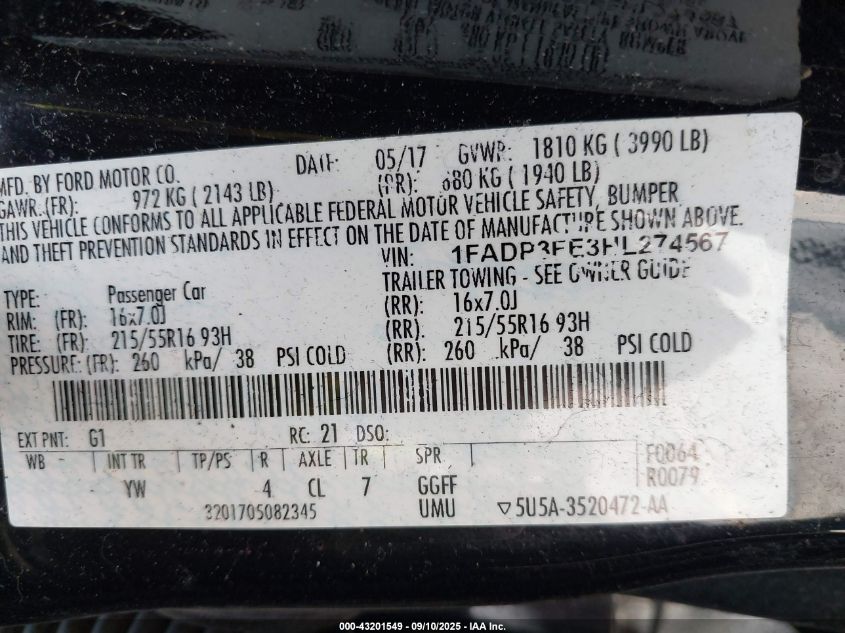 MFD. BY FORD MOTOR CO. DATE: 05/17 GVWR: 1810 KG ( 3990 LB)
GAWR.(FR): 972 KG ( 2143 LB) (RR): 880 KG ( 1940 LB)
THIS VEHICLE CONFORMS TO ALL APPLICABLE FEDERAL MOTOR VEHICLE SAFETY, BUMPER
AND THEFT PREVENTION STANDARDS IN EFFECT ON THE DATE OF MANUFACTURE SHOWN ABOVE.
VIN: 1FADP3FE3HL274567
TYPE: Passenger Car TRAILER TOWING - SEE OWNER GUIDE
RIM: (FR): 16x7.0J (RR): 16x7.0J
TIRE: (FR): 215/55R16 93H (RR): 215/55R16 93H
PRESSURE: (FR): 260 kPa/ 38 PSI COLD (RR): 260 kPa/ 38 PSI COLD
EXT PNT: G1 RC: 21 DSO:
WB - INT TR TP/PS R AXLE TR SPR F0064
YW 4 CL 7 GGFF R0079
3201705082345 UMU ▽5U5A-3520472-AA
000-43201549 - 09/10/2025 - IAA Inc.